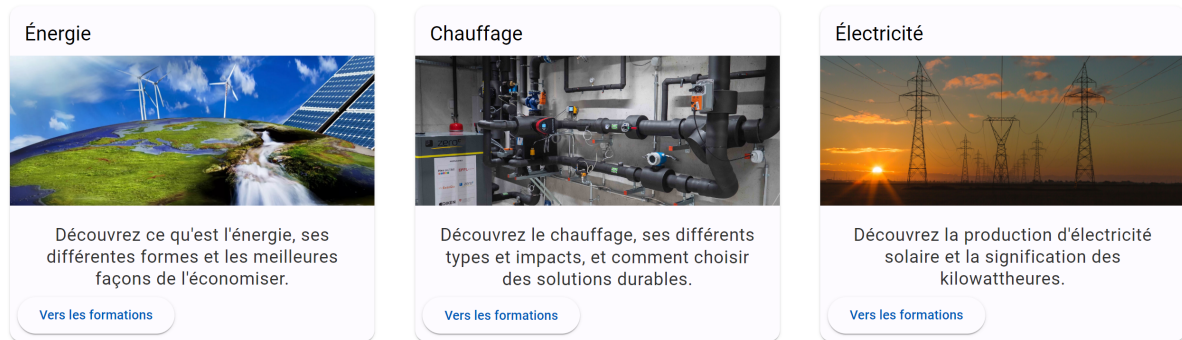 Énergie
Découvrez ce qu'est l'énergie, ses
différentes formes et les meilleures
façons de l'économiser.
Vers les formations
Chauffage
Découvrez le chauffage, ses différents
types et impacts, et comment choisir
des solutions durables.
Vers les formations
Électricité
Découvrez la production d'électricité
solaire et la signification des
kilowattheures.
Vers les formations